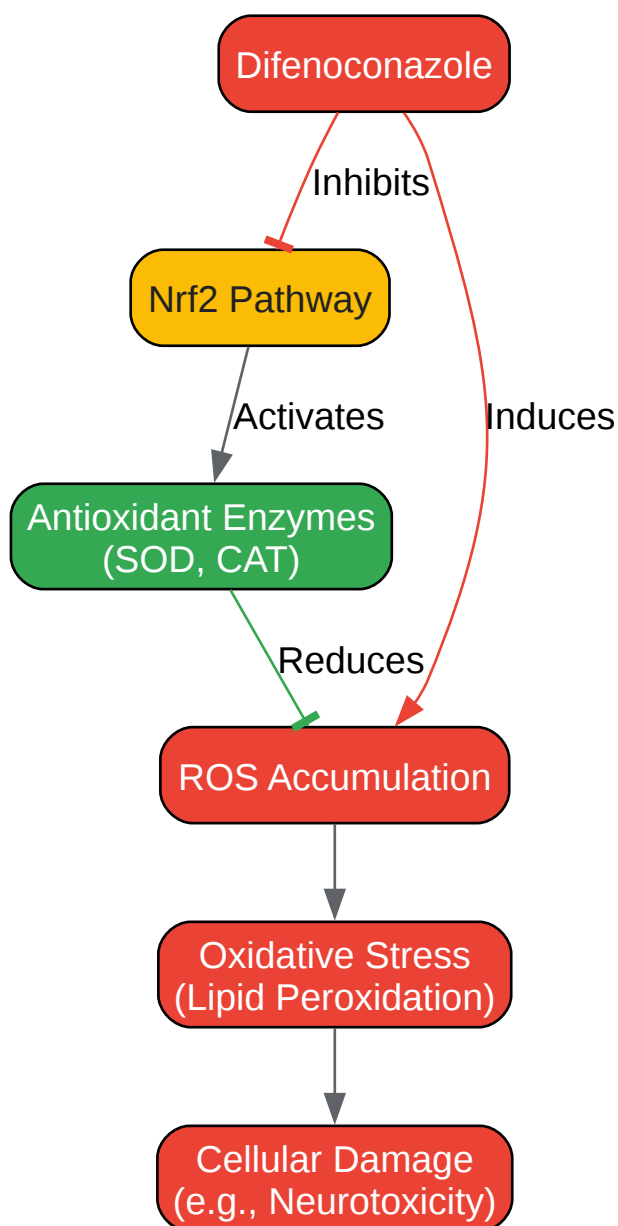 Difenoconazole
Inhibits
Nrf2 Pathway
Activates
Induces
Antioxidant Enzymes
(SOD, CAT)
Reduces
ROS Accumulation
Oxidative Stress
(Lipid Peroxidation)
Cellular Damage
(e.g., Neurotoxicity)